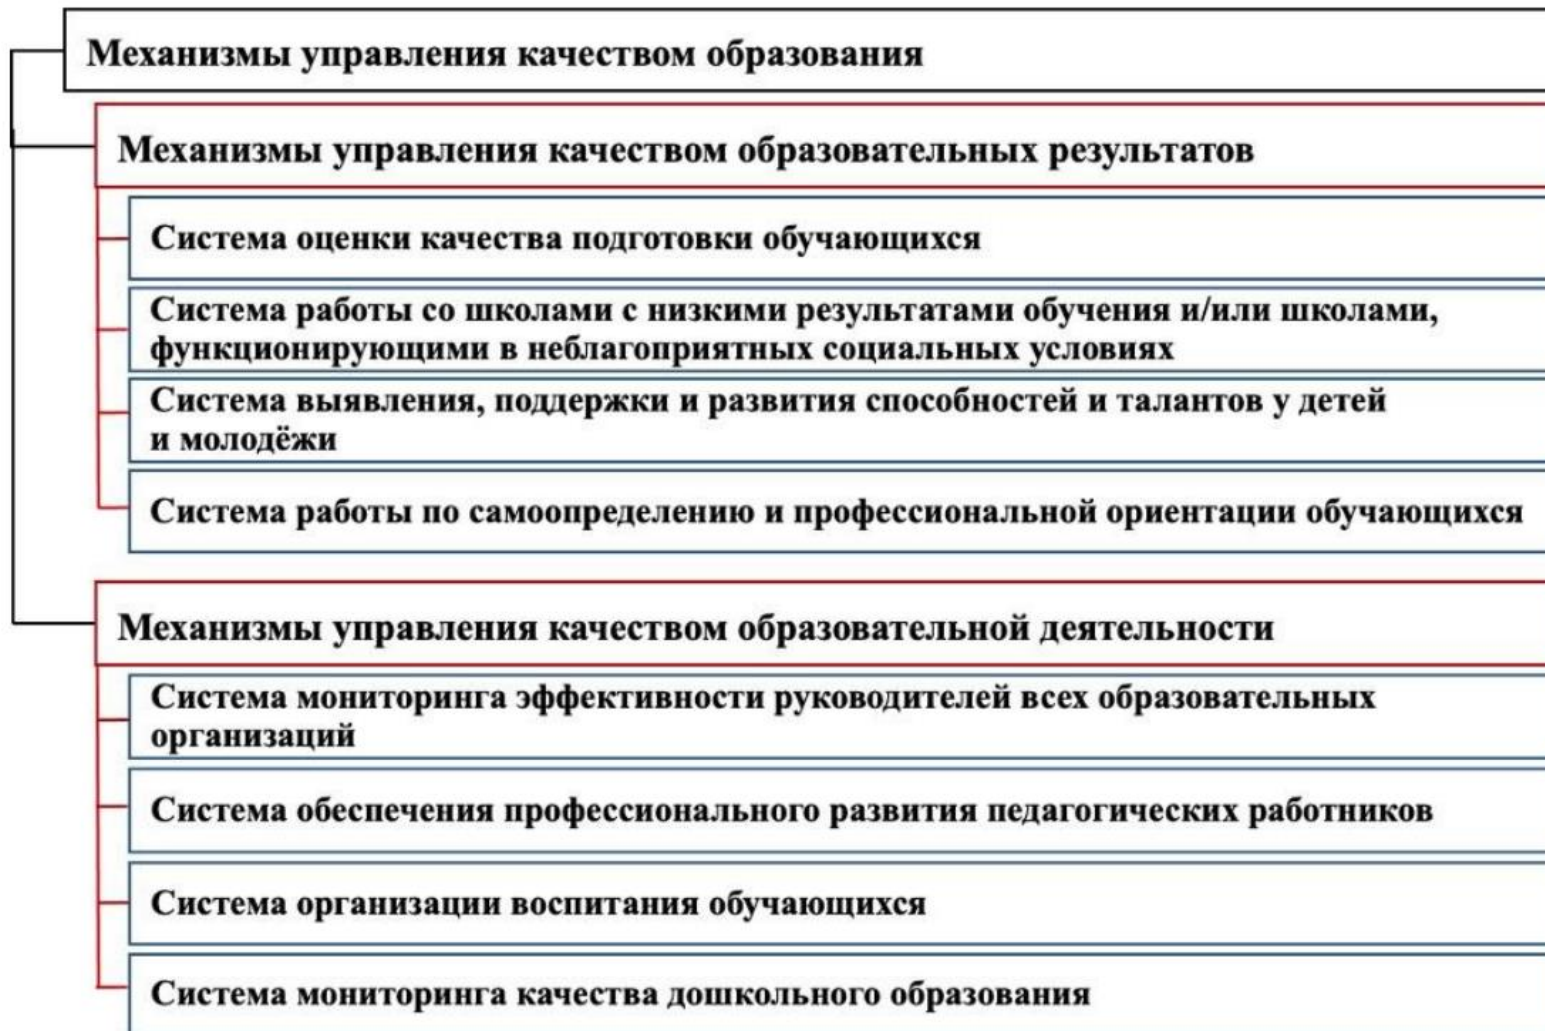 Механизмы управления качеством образования
Механизмы управления качеством образовательных результатов
Система оценки качества подготовки обучающихся
Система работы со школами с низкими результатами обучения и/или школами,
функционирующими в неблагоприятных социальных условиях
Система выявления, поддержки и развития способностей и талантов у детей
и молодёжи
Система работы по самоопределению и профессиональной ориентации обучающихся
Механизмы управления качеством образовательной деятельности
Система мониторинга эффективности руководителей всех образовательных
организаций
Система обеспечения профессионального развития педагогических работников
Система организации воспитания обучающихся
Система мониторинга качества дошкольного образования